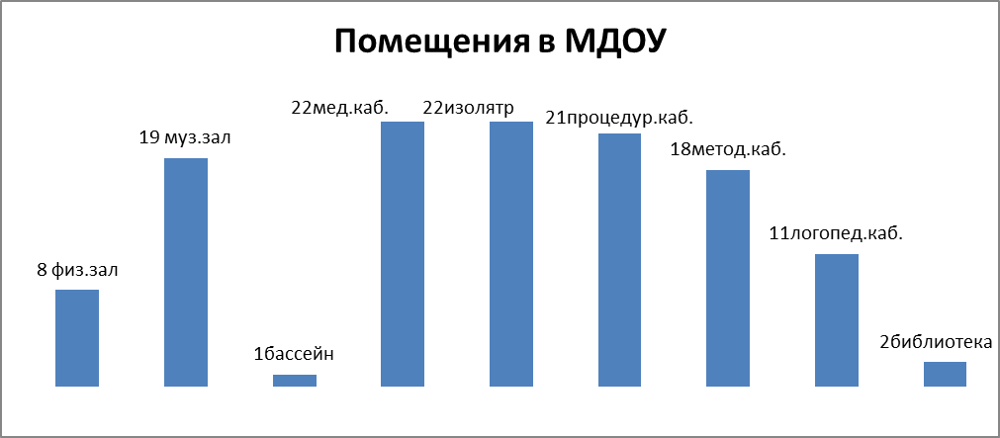 Помещения в МДОУ
8 физ.зал
19 муз.зал
1бассейн
22мед.каб.
22изолятр
21процедур.каб.
18метод.каб.
11логопед.каб.
2библиотека